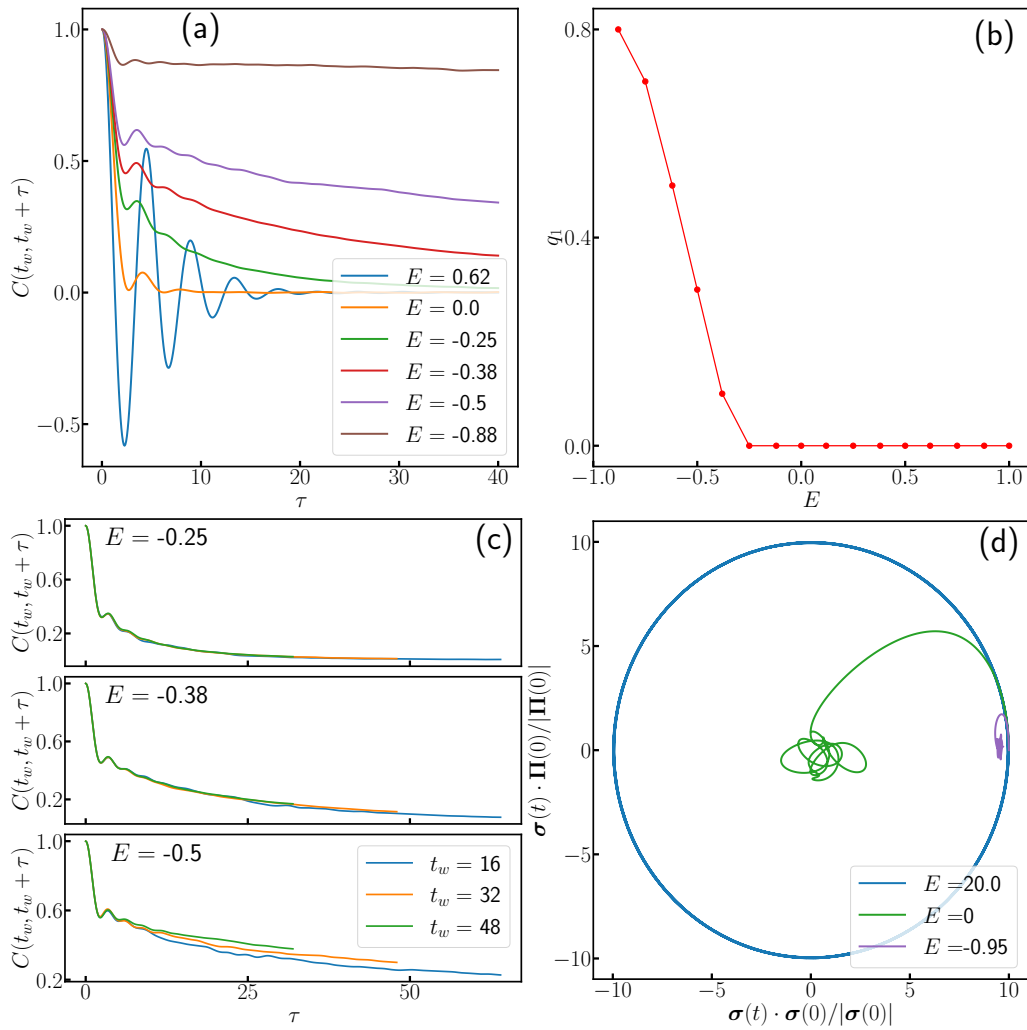 (a)
1.0
0.5
0.0
−0.5
C(t_w, t_w + τ)
E = 0.62
E = 0.0
E = -0.25
E = -0.38
E = -0.5
E = -0.88
0 10 20 30 40
τ
(b)
0.8
0.4
0.0
q_1
−1.0 −0.5 0.0 0.5 1.0
E
(c)
E = -0.25
1.0
0.6
0.2
C(t_w, t_w + τ)
E = -0.38
1.0
0.6
0.2
C(t_w, t_w + τ)
E = -0.5
1.0
0.6
0.2
C(t_w, t_w + τ)
t_w = 16
t_w = 32
t_w = 48
0 50
τ
(d)
10
5
0
−5
−10
σ(t) · Π(0)/|Π(0)|
E =20.0
E =0
E =-0.95
−10 −5 0 5 10
σ(t) · σ(0)/|σ(0)|